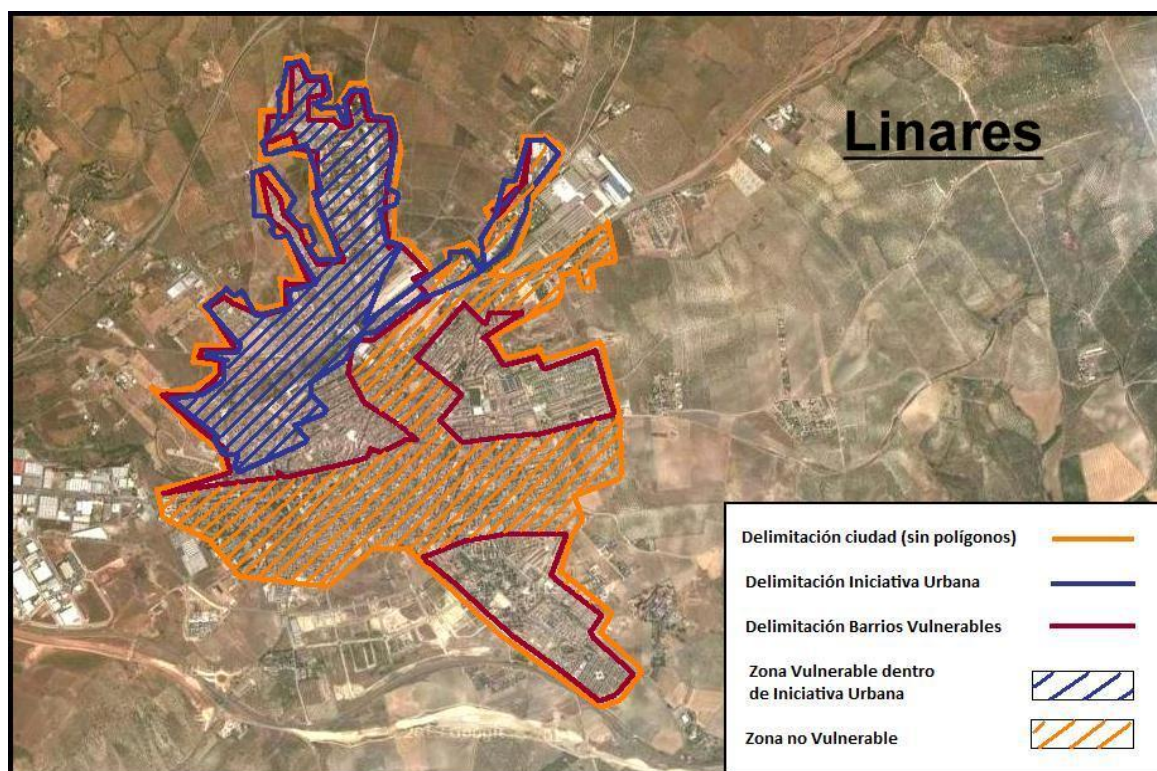 Linares
Delimitación ciudad (sin polígonos)
Delimitación Iniciativa Urbana
Delimitación Barrios Vulnerables
Zona Vulnerable dentro
de Iniciativa Urbana
Zona no Vulnerable